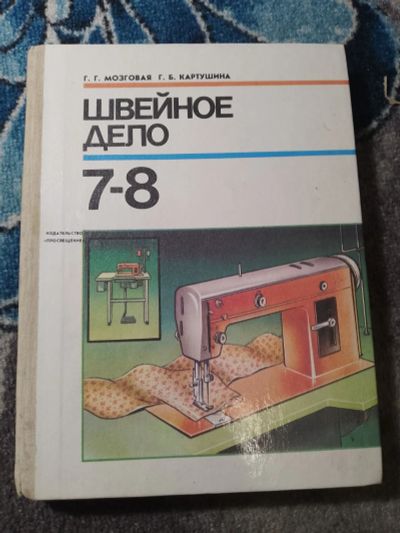 Г. Г. МОЗГОВАЯ Г. Б. КАРТУШИНА
ШВЕЙНОЕ
ДЕЛО
7-8
ИЗДАТЕЛЬСТВО
«ПРОСВЕЩЕНИЕ»